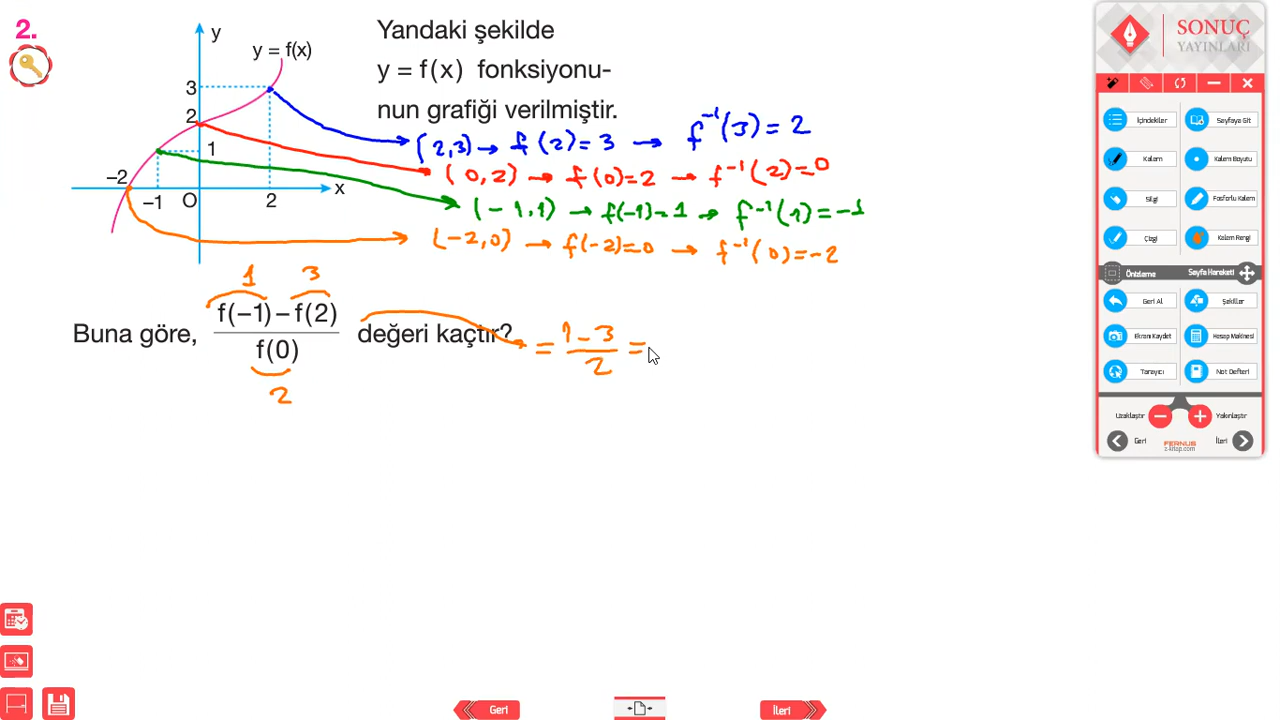 2.
y
y = f(x)
3
2
1
−2
−1
O
2
x
Yandaki şekilde
y = f(x) fonksiyonu-
nun grafiği verilmiştir.
(2,3) → f(2) = 3 → f⁻¹(3) = 2
(0,2) → f(0) = 2 → f⁻¹(2) = 0
(−1,1) → f(−1) = 1 → f⁻¹(1) = −1
(−2,0) → f(−2) = 0 → f⁻¹(0) = −2
1 3
f(−1) − f(2)
Buna göre, değeri kaçtır?
f(0)
2
= 1 − 3 / 2 =
SONUÇ
YAYINLARI
İçindekiler Sayfaya Git
Kalem Kalem Boyutu
Silgi Fosforlu Kalem
Çizgi Kalem Rengi
Önizleme Sayfa Hareketi
Geri Al Şekiller
Ekranı Kaydet Hesap Makinesi
Tarayıcı Not Defteri
Uzaklaştır Yakınlaştır
Geri FERNUS İleri
z-kitap.com
Geri İleri